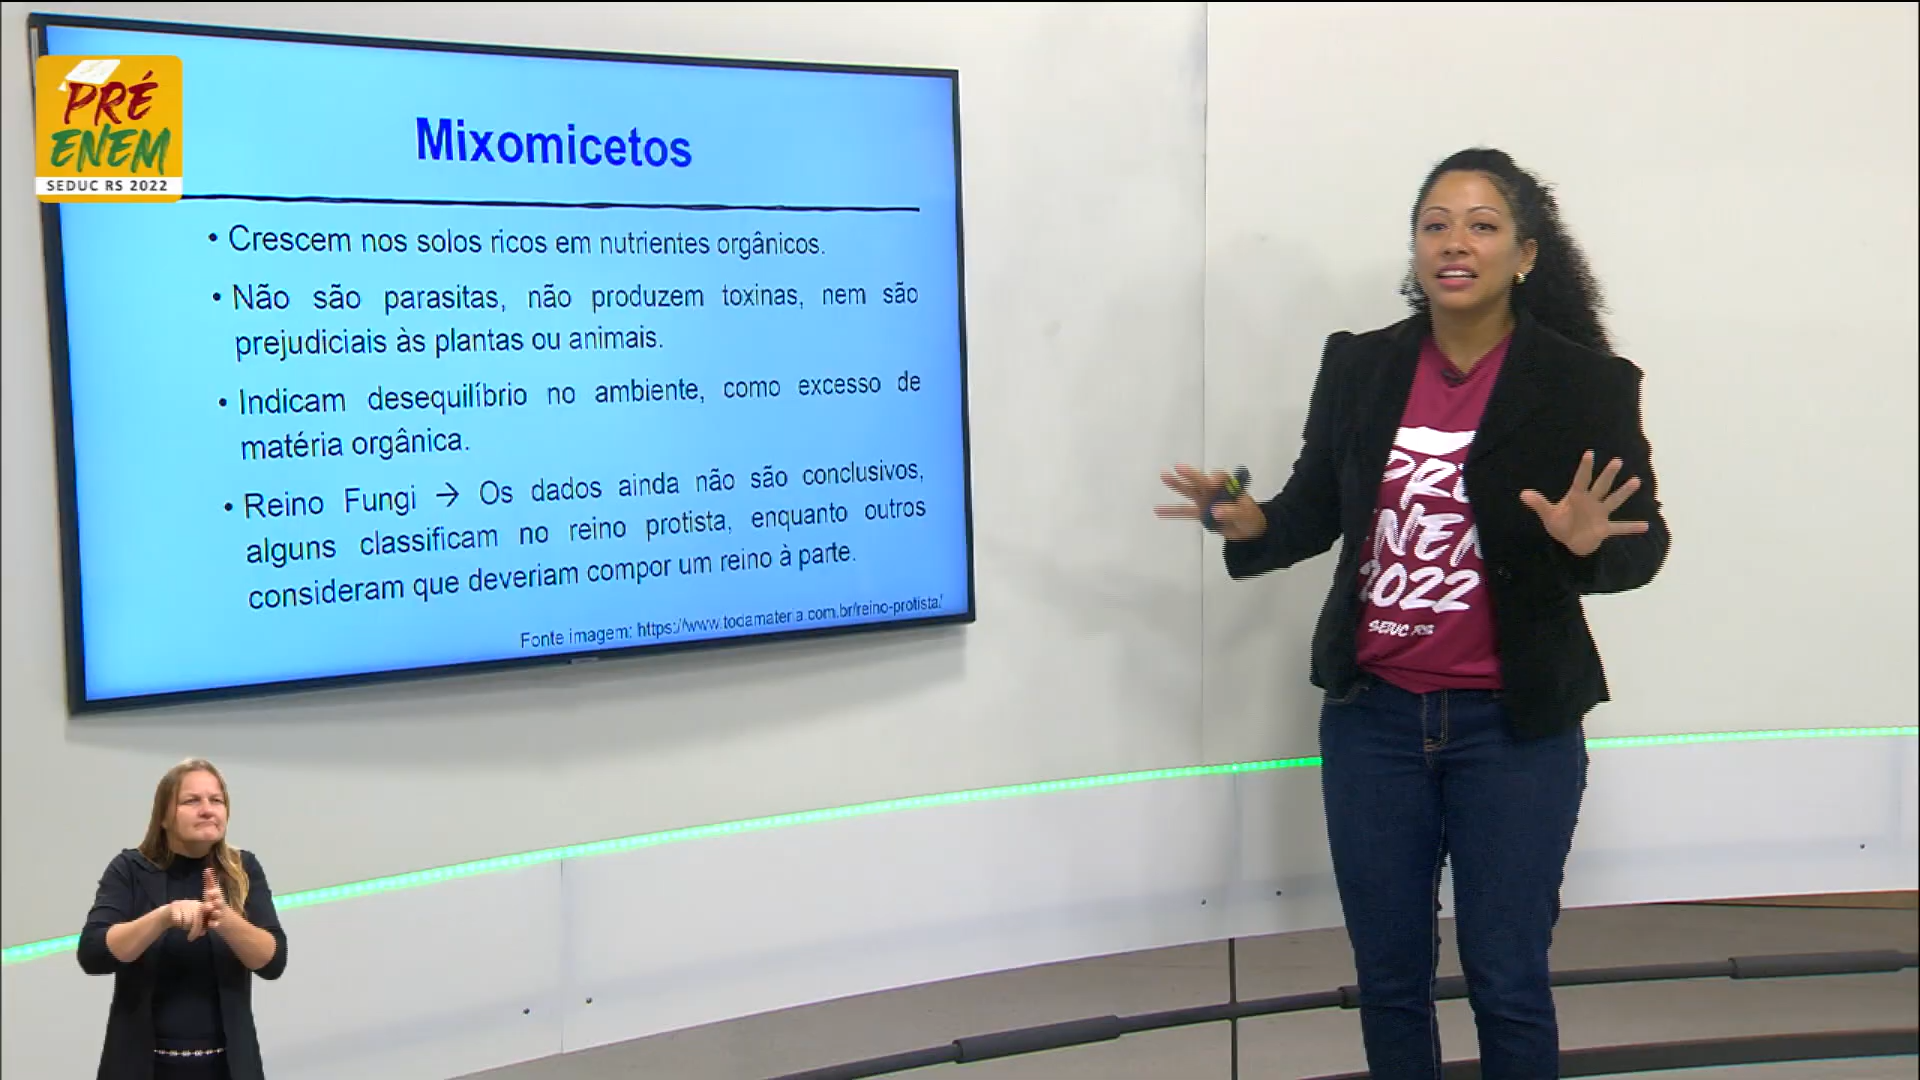 PRÉ
ENEM
SEDUC RS 2022
Mixomicetos
• Crescem nos solos ricos em nutrientes orgânicos.
• Não são parasitas, não produzem toxinas, nem são
prejudiciais às plantas ou animais.
• Indicam desequilíbrio no ambiente, como excesso de
matéria orgânica.
• Reino Fungi → Os dados ainda não são conclusivos,
alguns classificam no reino protista, enquanto outros
consideram que deveriam compor um reino à parte.
Fonte imagem: https://www.todamateria.com.br/reino-protista/
PRÉ
ENEM
2022
SEDUC RS